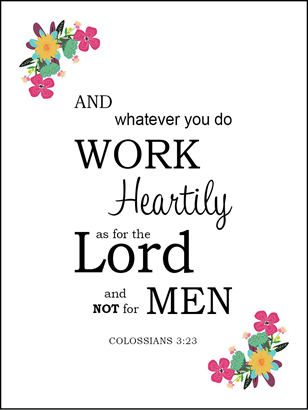 AND
whatever you do
WORK
Heartily
as for the
Lord
and
NOT for MEN
COLOSSIANS 3:23